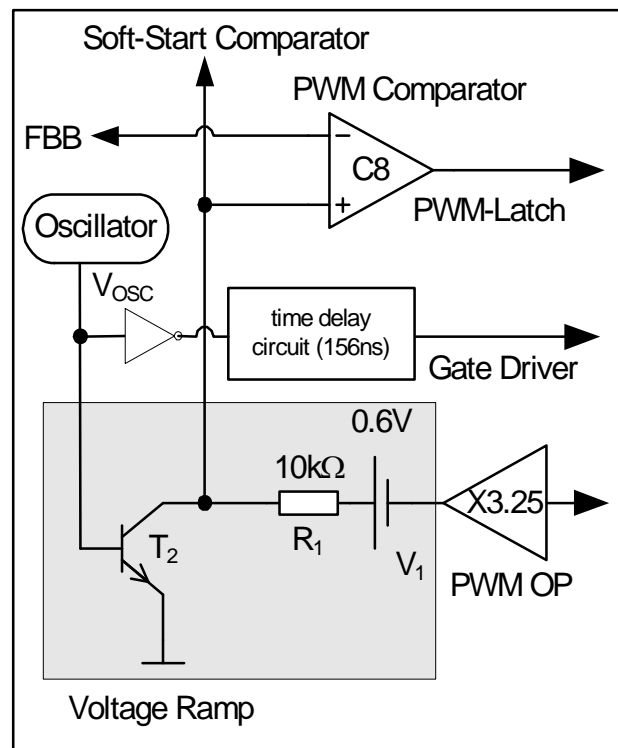 Soft-Start Comparator
PWM Comparator
FBB
C8
PWM-Latch
Oscillator
VOSC
time delay
circuit (156ns)
Gate Driver
0.6V
10kΩ
X3.25
R1
T2
V1
PWM OP
Voltage Ramp